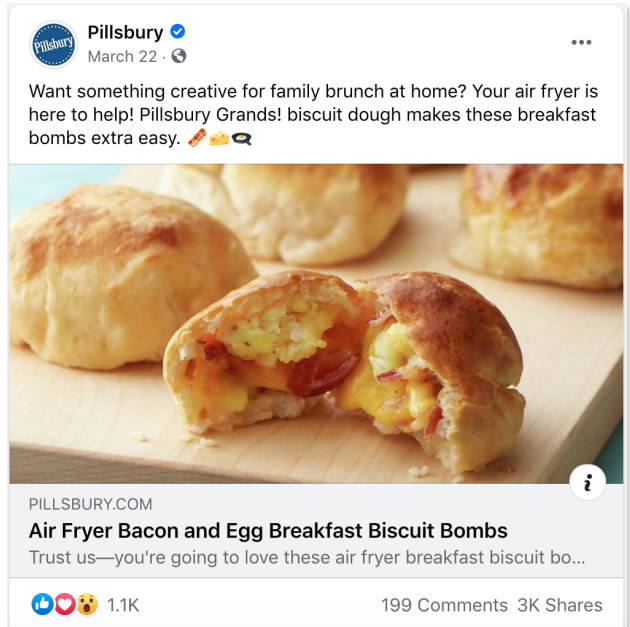 Pillsbury
Pillsbury
March 22 ·
Want something creative for family brunch at home? Your air fryer is
here to help! Pillsbury Grands! biscuit dough makes these breakfast
bombs extra easy. 🥓🧀🍳
i
PILLSBURY.COM
Air Fryer Bacon and Egg Breakfast Biscuit Bombs
Trust us—you're going to love these air fryer breakfast biscuit bo...
1.1K 199 Comments 3K Shares